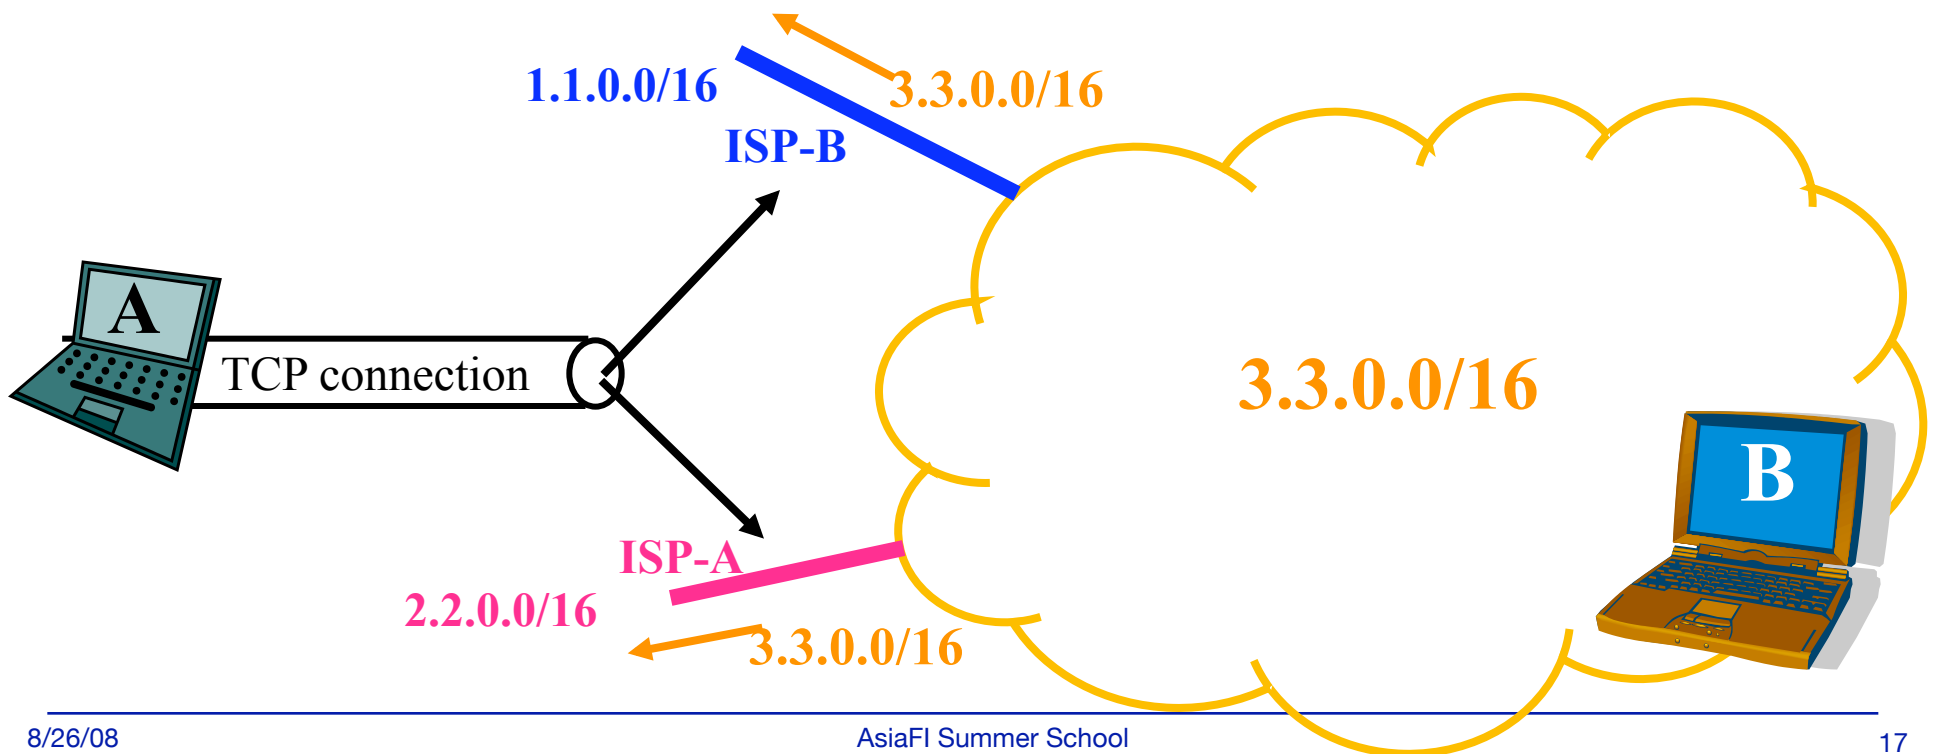 1.1.0.0/16
3.3.0.0/16
ISP-B
A
TCP connection
3.3.0.0/16
B
ISP-A
2.2.0.0/16
3.3.0.0/16
8/26/08
AsiaFI Summer School
17